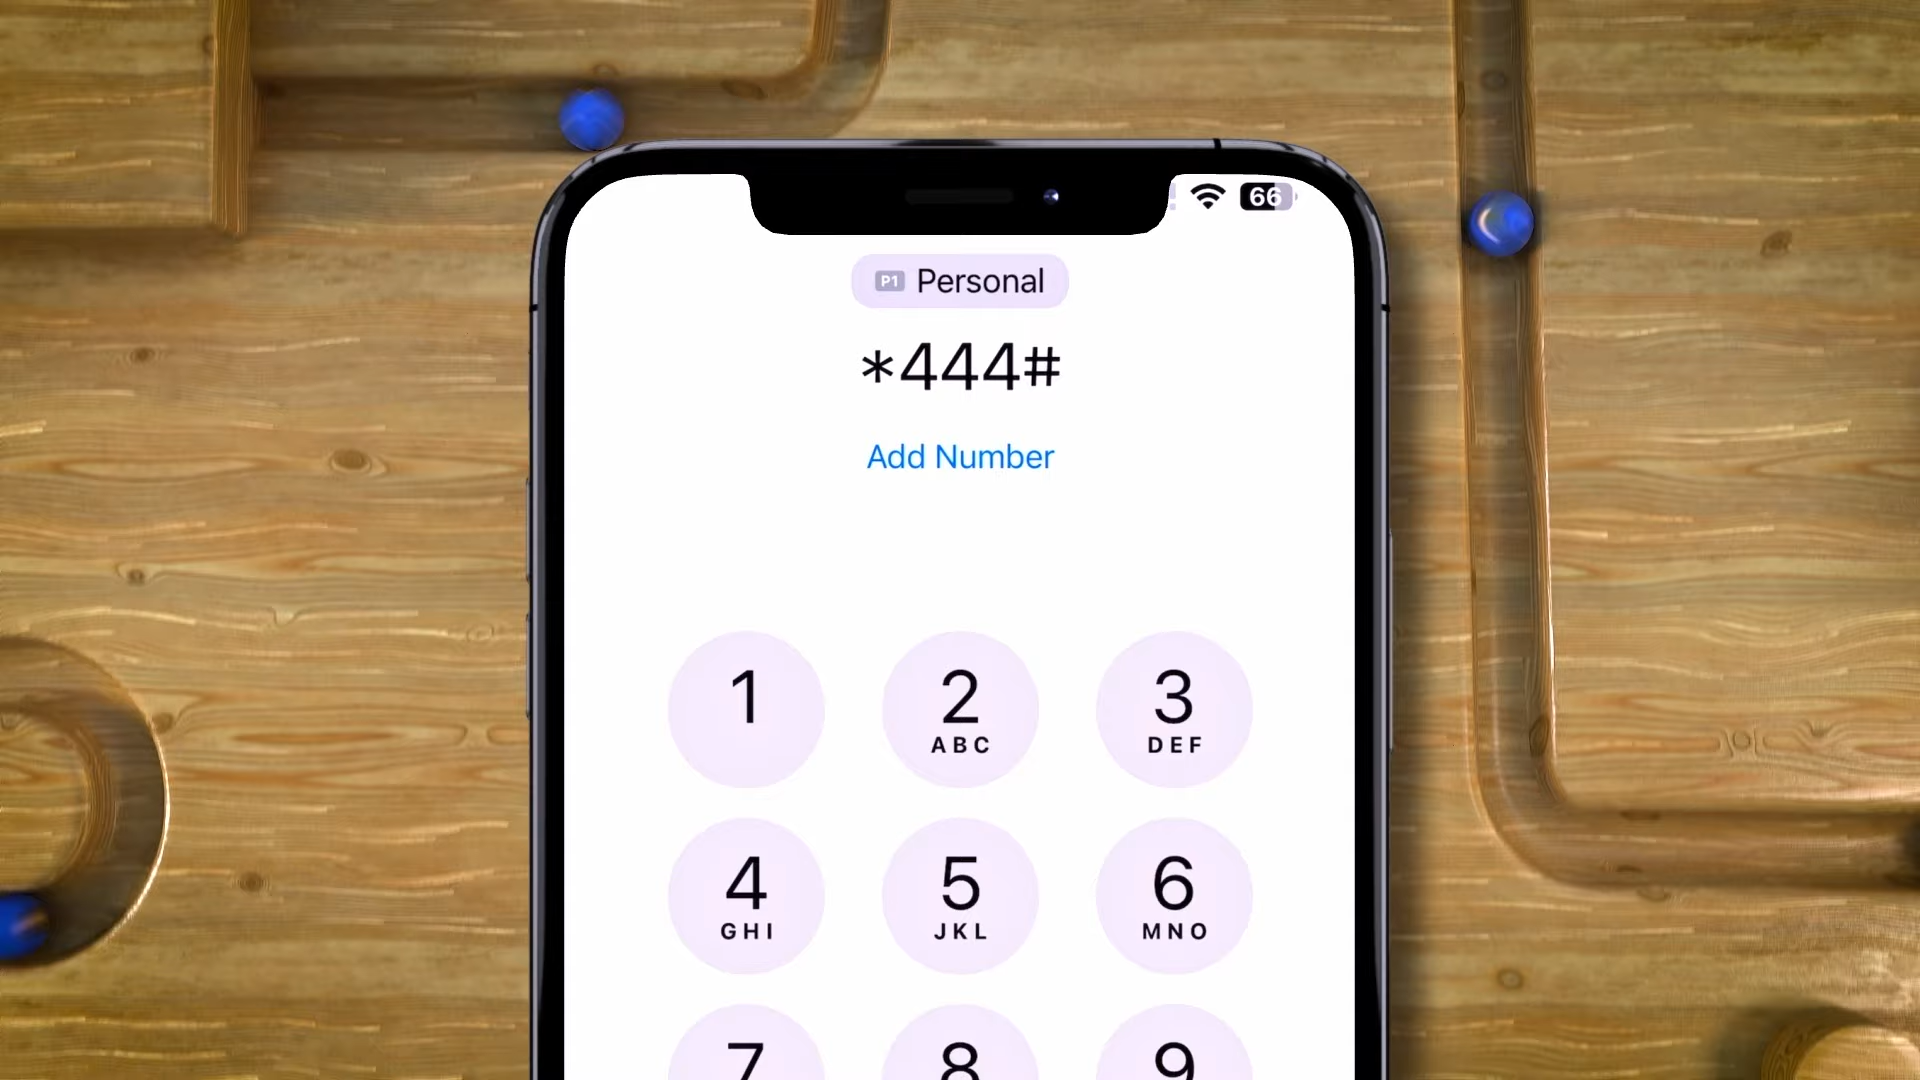 66
P1 Personal
*444#
Add Number
1 2 3
ABC DEF
4 5 6
GHI JKL MNO
7 8 9